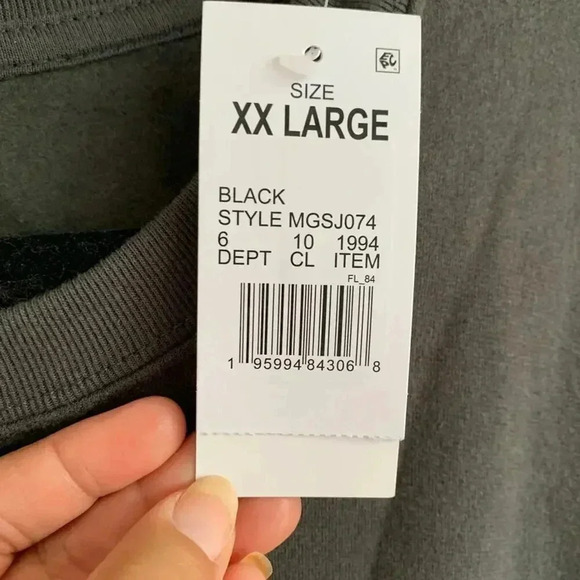 SIZE
XX LARGE
BLACK
STYLE MGSJ074
6 10 1994
DEPT CL ITEM
FL_84
1 95994 84306 8